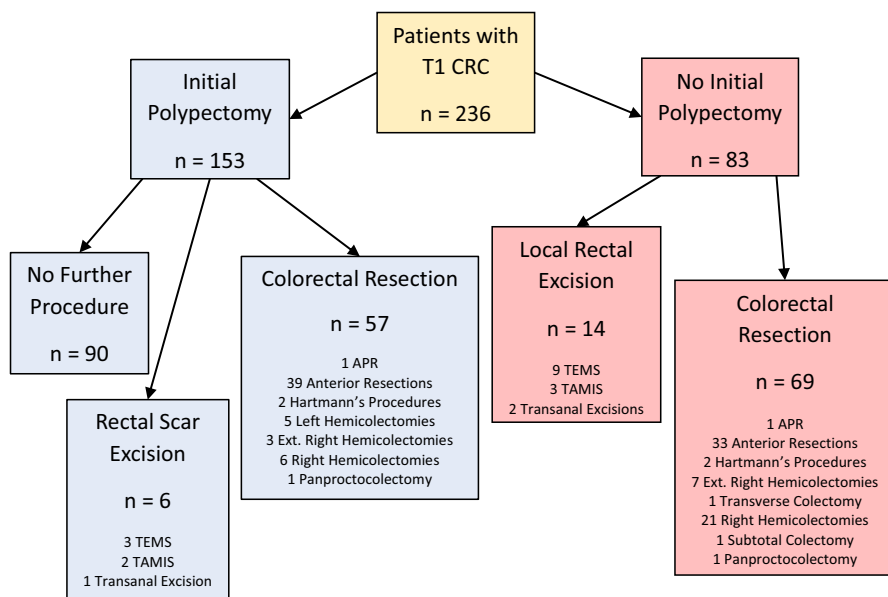 Patients with
T1 CRC
n = 236
Initial
Polypectomy
n = 153
No Initial
Polypectomy
n = 83
No Further
Procedure
n = 90
Rectal Scar
Excision
n = 6
3 TEMS
2 TAMIS
1 Transanal Excision
Colorectal Resection
n = 57
1 APR
39 Anterior Resections
2 Hartmann's Procedures
5 Left Hemicolectomies
3 Ext. Right Hemicolectomies
6 Right Hemicolectomies
1 Panproctocolectomy
Local Rectal
Excision
n = 14
9 TEMS
3 TAMIS
2 Transanal Excisions
Colorectal
Resection
n = 69
1 APR
33 Anterior Resections
2 Hartmann's Procedures
7 Ext. Right Hemicolectomies
1 Transverse Colectomy
21 Right Hemicolectomies
1 Subtotal Colectomy
1 Panproctocolectomy